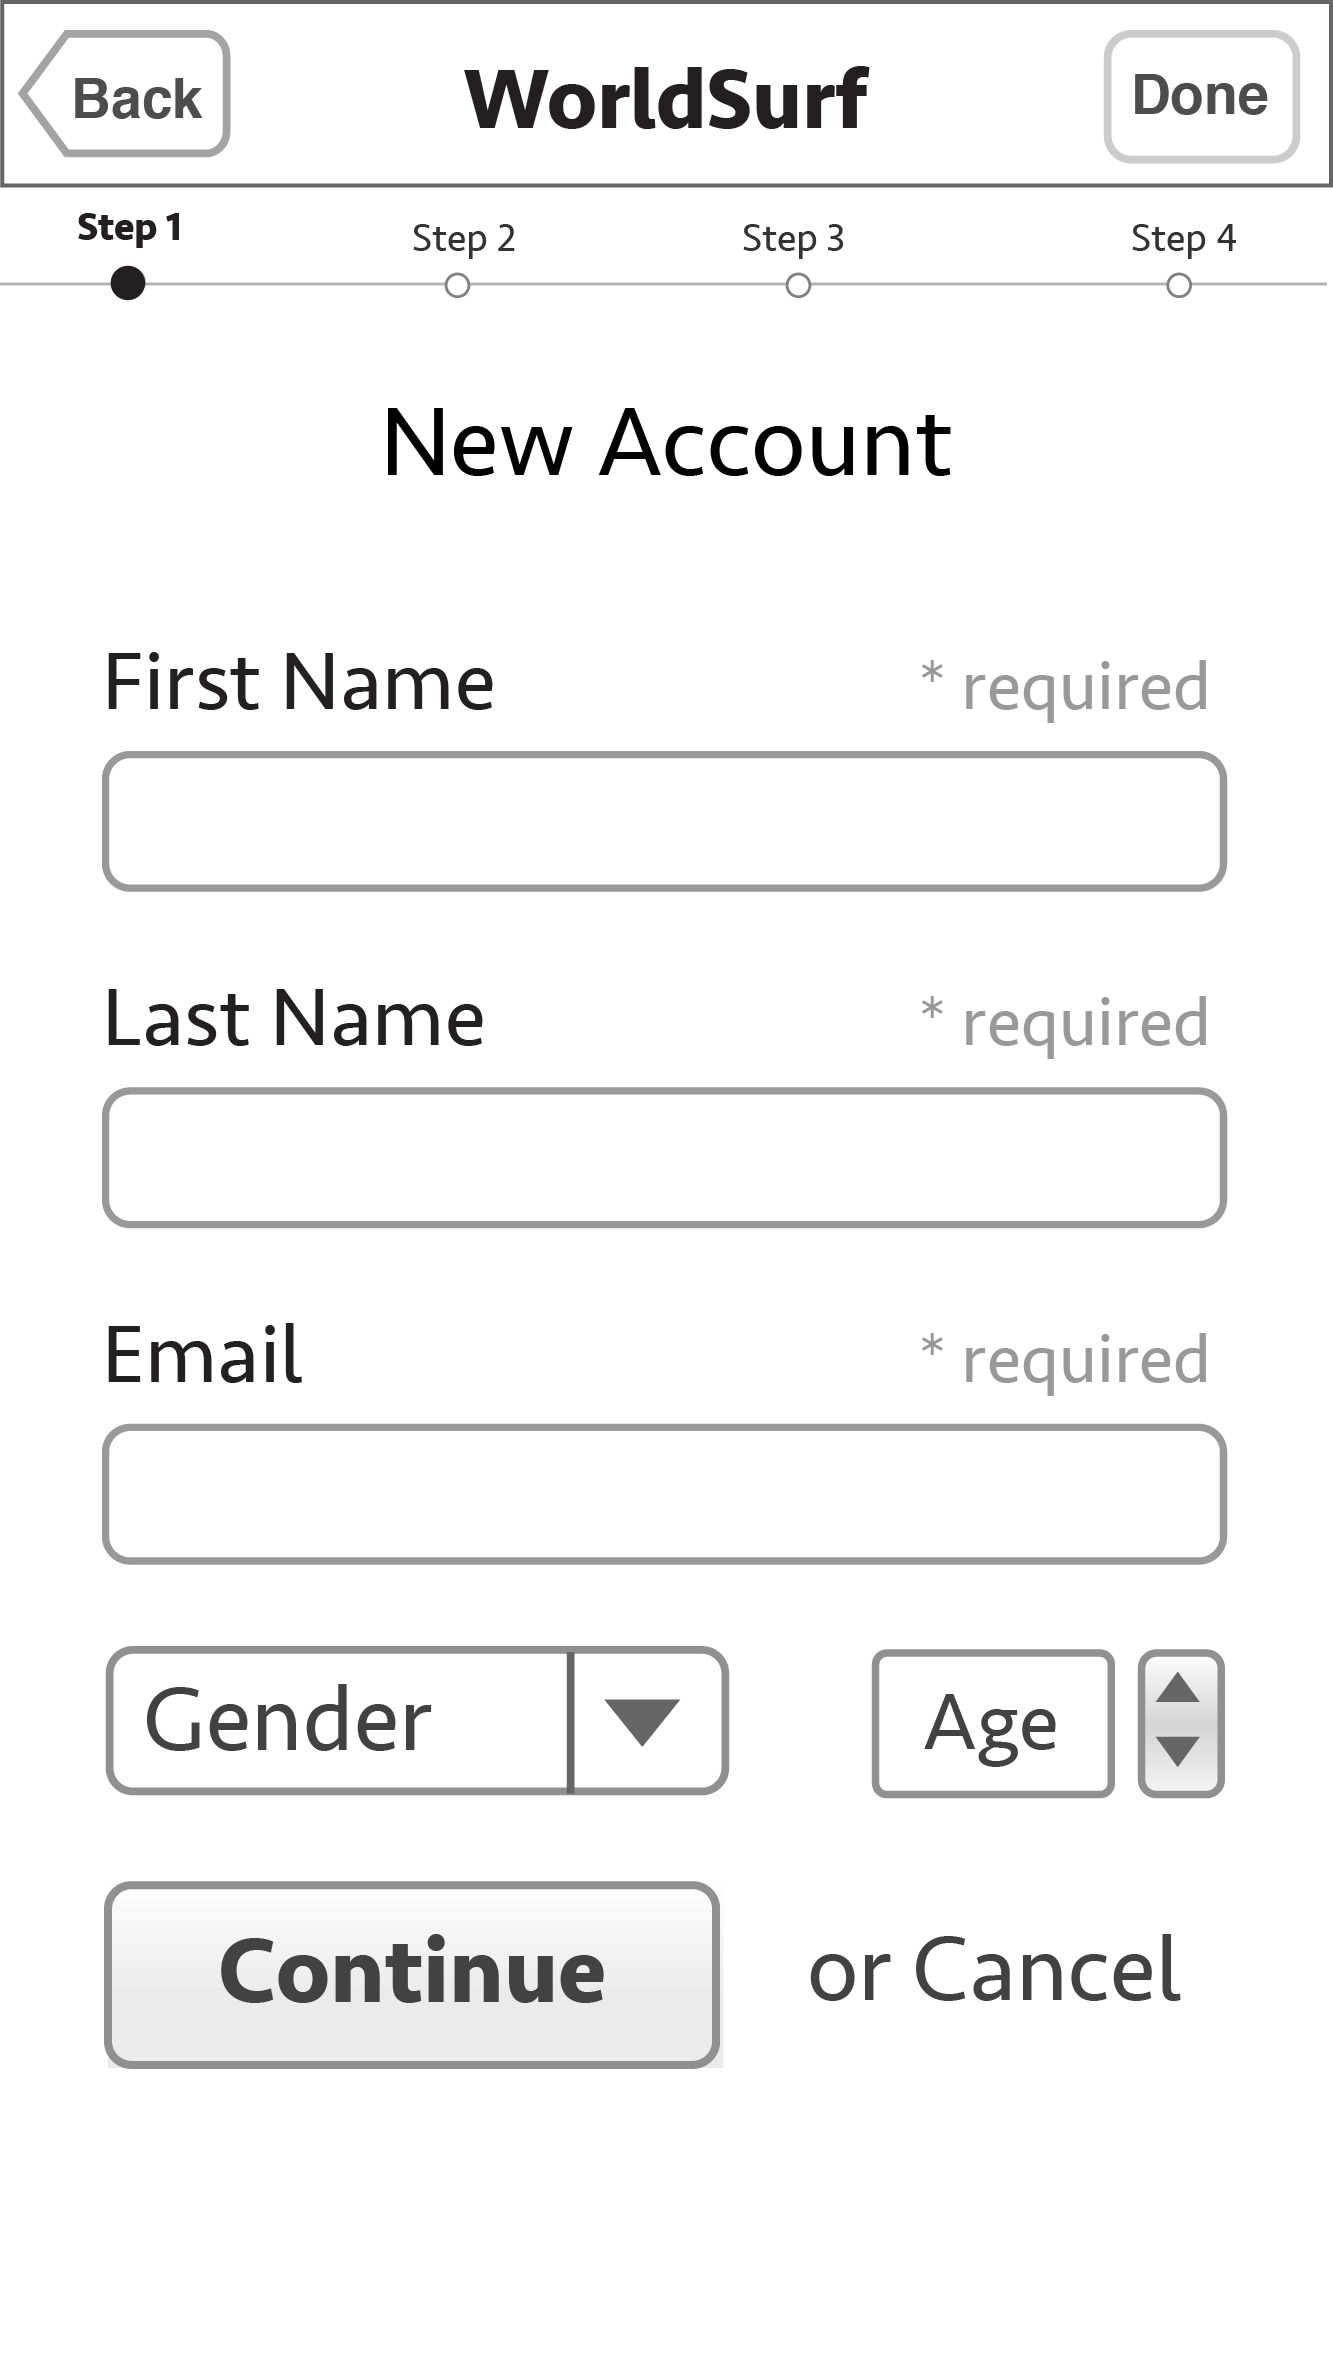 Back WorldSurf Done
Step 1 Step 2 Step 3 Step 4
New Account
First Name * required
Last Name * required
Email * required
Gender Age
Continue or Cancel